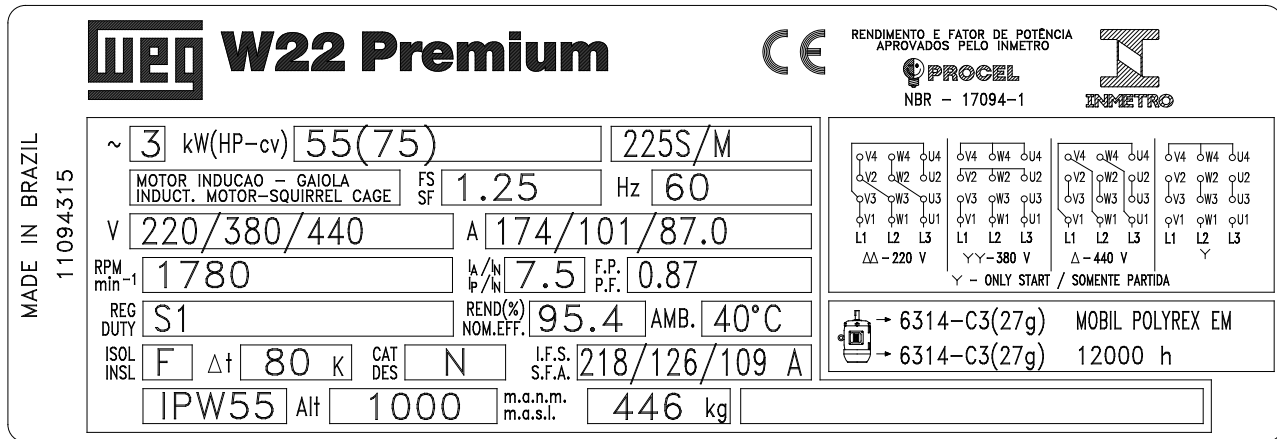 WEG W22 Premium
CE
RENDIMENTO E FATOR DE POTÊNCIA
APROVADOS PELO INMETRO
PROCEL
NBR - 17094-1
INMETRO
MADE IN BRAZIL
11094315
~ 3 kW(HP-cv) 55(75) 225S/M
MOTOR INDUCAO - GAIOLA
INDUCT. MOTOR-SQUIRREL CAGE
FS
SF
1.25 Hz 60
V 220/380/440 A 174/101/87.0
RPM
min-1
1780
IA/IN
IP/IN
7.5
F.P.
P.F.
0.87
REG
DUTY
S1
REND(%)
NOM.EFF.
95.4 AMB. 40°C
ISOL
INSL
F Δt 80 K
CAT
DES
N
I.F.S.
S.F.A.
218/126/109 A
IPW55 Alt 1000
m.a.n.m.
m.a.s.l.
446 kg
V4 W4 U4 V4 W4 U4 V4 W4 U4 V4 W4 U4
V2 W2 U2 V2 W2 U2 V2 W2 U2 V2 W2 U2
V3 W3 U3 V3 W3 U3 V3 W3 U3 V3 W3 U3
V1 W1 U1 V1 W1 U1 V1 W1 U1 V1 W1 U1
L1 L2 L3 L1 L2 L3 L1 L2 L3 L1 L2 L3
ΔΔ-220 V YY-380 V Δ-440 V Y
Y - ONLY START / SOMENTE PARTIDA
→ 6314-C3(27g) MOBIL POLYREX EM
→ 6314-C3(27g) 12000 h